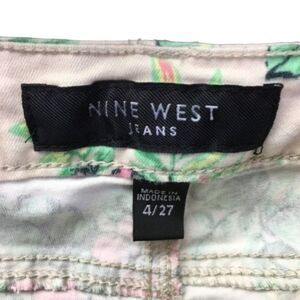 NINE WEST
JEANS
MADE IN
INDONESIA
4/27